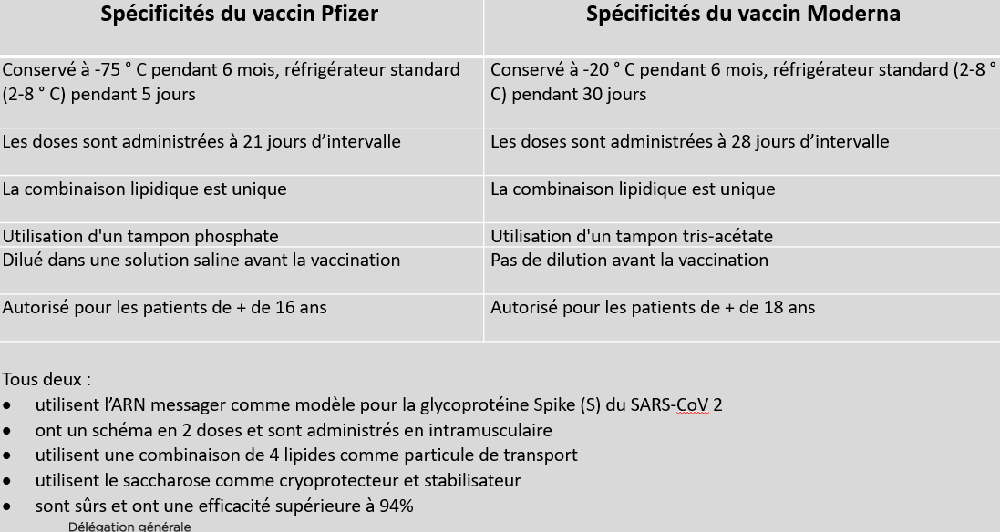 Spécificités du vaccin Pfizer
Spécificités du vaccin Moderna
Conservé à -75 ° C pendant 6 mois, réfrigérateur standard
(2-8 ° C) pendant 5 jours
Conservé à -20 ° C pendant 6 mois, réfrigérateur standard (2-8 °
C) pendant 30 jours
Les doses sont administrées à 21 jours d’intervalle
Les doses sont administrées à 28 jours d’intervalle
La combinaison lipidique est unique
La combinaison lipidique est unique
Utilisation d'un tampon phosphate
Utilisation d'un tampon tris-acétate
Dilué dans une solution saline avant la vaccination
Pas de dilution avant la vaccination
Autorisé pour les patients de + de 16 ans
Autorisé pour les patients de + de 18 ans
Tous deux :
• utilisent l’ARN messager comme modèle pour la glycoprotéine Spike (S) du SARS-CoV 2
• ont un schéma en 2 doses et sont administrés en intramusculaire
• utilisent une combinaison de 4 lipides comme particule de transport
• utilisent le saccharose comme cryoprotecteur et stabilisateur
• sont sûrs et ont une efficacité supérieure à 94%
Délégation générale